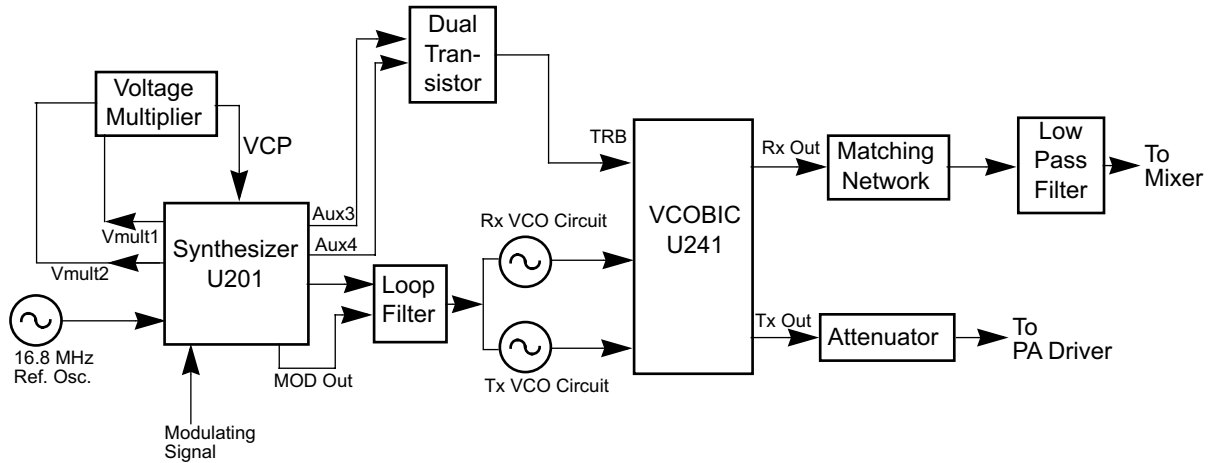 Dual
Tran-
sistor
Voltage
Multiplier
VCP
TRB
Rx Out
Matching
Network
Low
Pass
Filter
To
Mixer
Vmult1
Vmult2
Synthesizer
U201
Aux3
Aux4
Rx VCO Circuit
VCOBIC
U241
Loop
Filter
Tx Out
Attenuator
To
PA Driver
16.8 MHz
Ref. Osc.
MOD Out
Tx VCO Circuit
Modulating
Signal